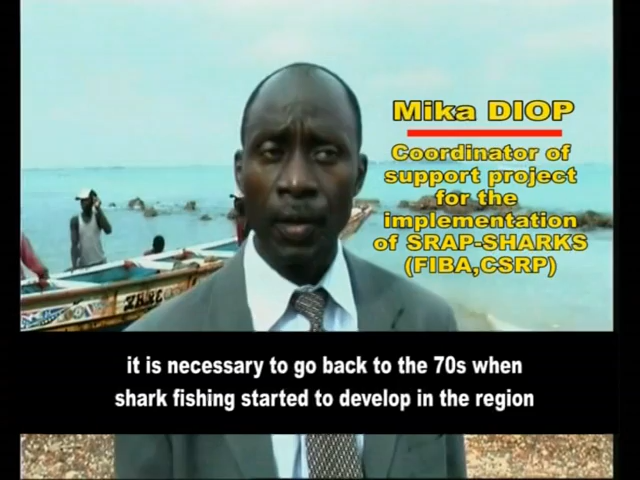 Mika DIOP
Coordinator of
support project
for the
implementation
of SRAP-SHARKS
(FIBA,CSRP)
it is necessary to go back to the 70s when
shark fishing started to develop in the region